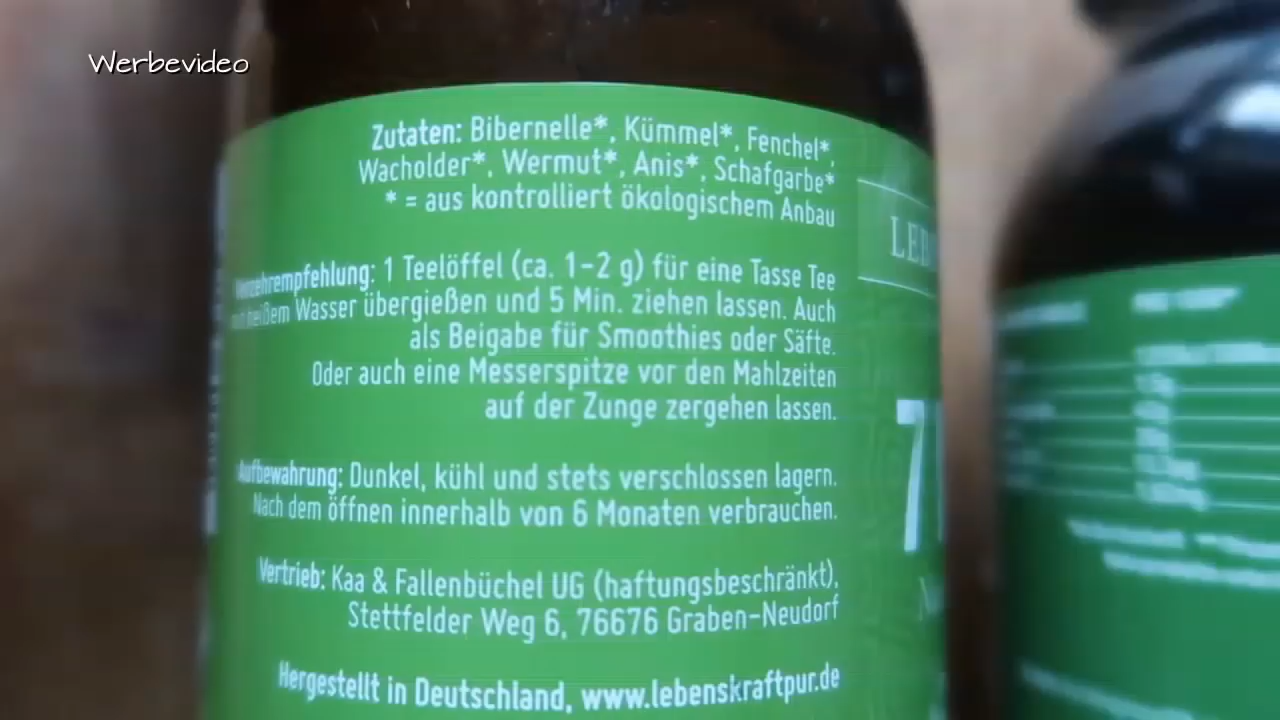 Werbevideo
Zutaten: Bibernelle*, Kümmel*, Fenchel*,
Wacholder*, Wermut*, Anis*, Schafgarbe*
* = aus kontrolliert ökologischem Anbau
Verzehrempfehlung: 1 Teelöffel (ca. 1-2 g) für eine Tasse Tee
mit heißem Wasser übergießen und 5 Min. ziehen lassen. Auch
als Beigabe für Smoothies oder Säfte.
Oder auch eine Messerspitze vor den Mahlzeiten
auf der Zunge zergehen lassen.
Aufbewahrung: Dunkel, kühl und stets verschlossen lagern.
Nach dem öffnen innerhalb von 6 Monaten verbrauchen.
Vertrieb: Kaa & Fallenbüchel UG (haftungsbeschränkt),
Stettfelder Weg 6, 76676 Graben-Neudorf
Hergestellt in Deutschland, www.lebenskraftpur.de
LEB
7